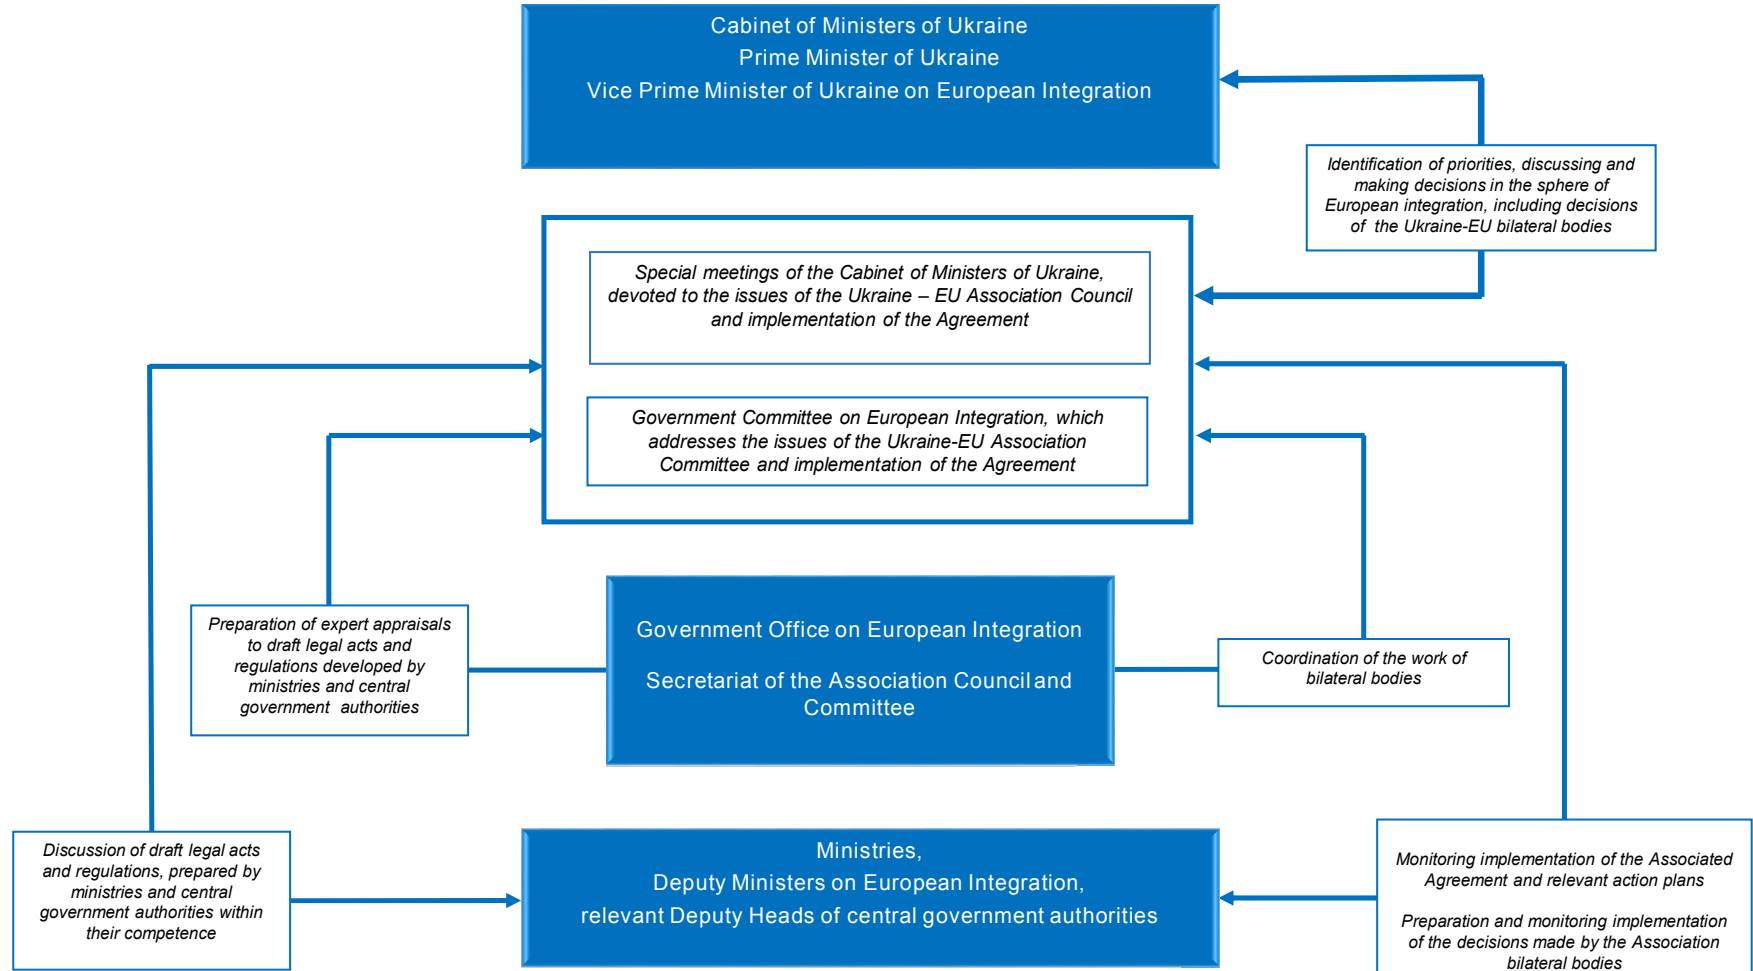 Cabinet of Ministers of Ukraine
Prime Minister of Ukraine
Vice Prime Minister of Ukraine on European Integration
Identification of priorities, discussing and
making decisions in the sphere of
European integration, including decisions
of the Ukraine-EU bilateral bodies
Special meetings of the Cabinet of Ministers of Ukraine,
devoted to the issues of the Ukraine – EU Association Council
and implementation of the Agreement
Government Committee on European Integration, which
addresses the issues of the Ukraine-EU Association
Committee and implementation of the Agreement
Preparation of expert appraisals
to draft legal acts and
regulations developed by
ministries and central
government authorities
Government Office on European Integration
Secretariat of the Association Council and
Committee
Coordination of the work of
bilateral bodies
Discussion of draft legal acts
and regulations, prepared by
ministries and central
government authorities within
their competence
Ministries,
Deputy Ministers on European Integration,
relevant Deputy Heads of central government authorities
Monitoring implementation of the Associated
Agreement and relevant action plans
Preparation and monitoring implementation
of the decisions made by the Association
bilateral bodies